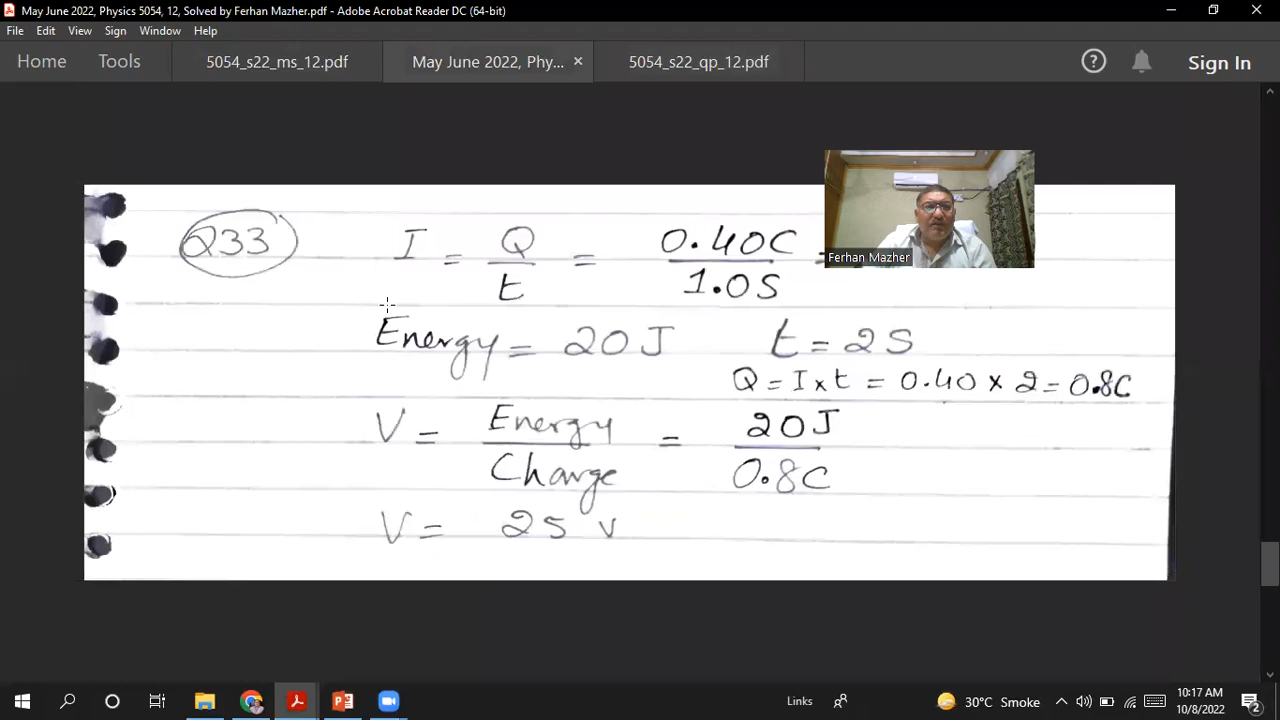 May June 2022, Physics 5054, 12, Solved by Ferhan Mazher.pdf - Adobe Acrobat Reader DC (64-bit)
File Edit View Sign Window Help
Home Tools 5054_s22_ms_12.pdf May June 2022, Phy... × 5054_s22_qp_12.pdf ? Sign In
Q33 I = Q/t = 0.40C/1.0S =
Ferhan Mazher
Energy = 20J t = 2S
Q = I x t = 0.40 x 2 = 0.8C
V = Energy/Charge = 20J/0.8C
V = 25 V
Links 30°C Smoke 10:17 AM
10/8/2022
2